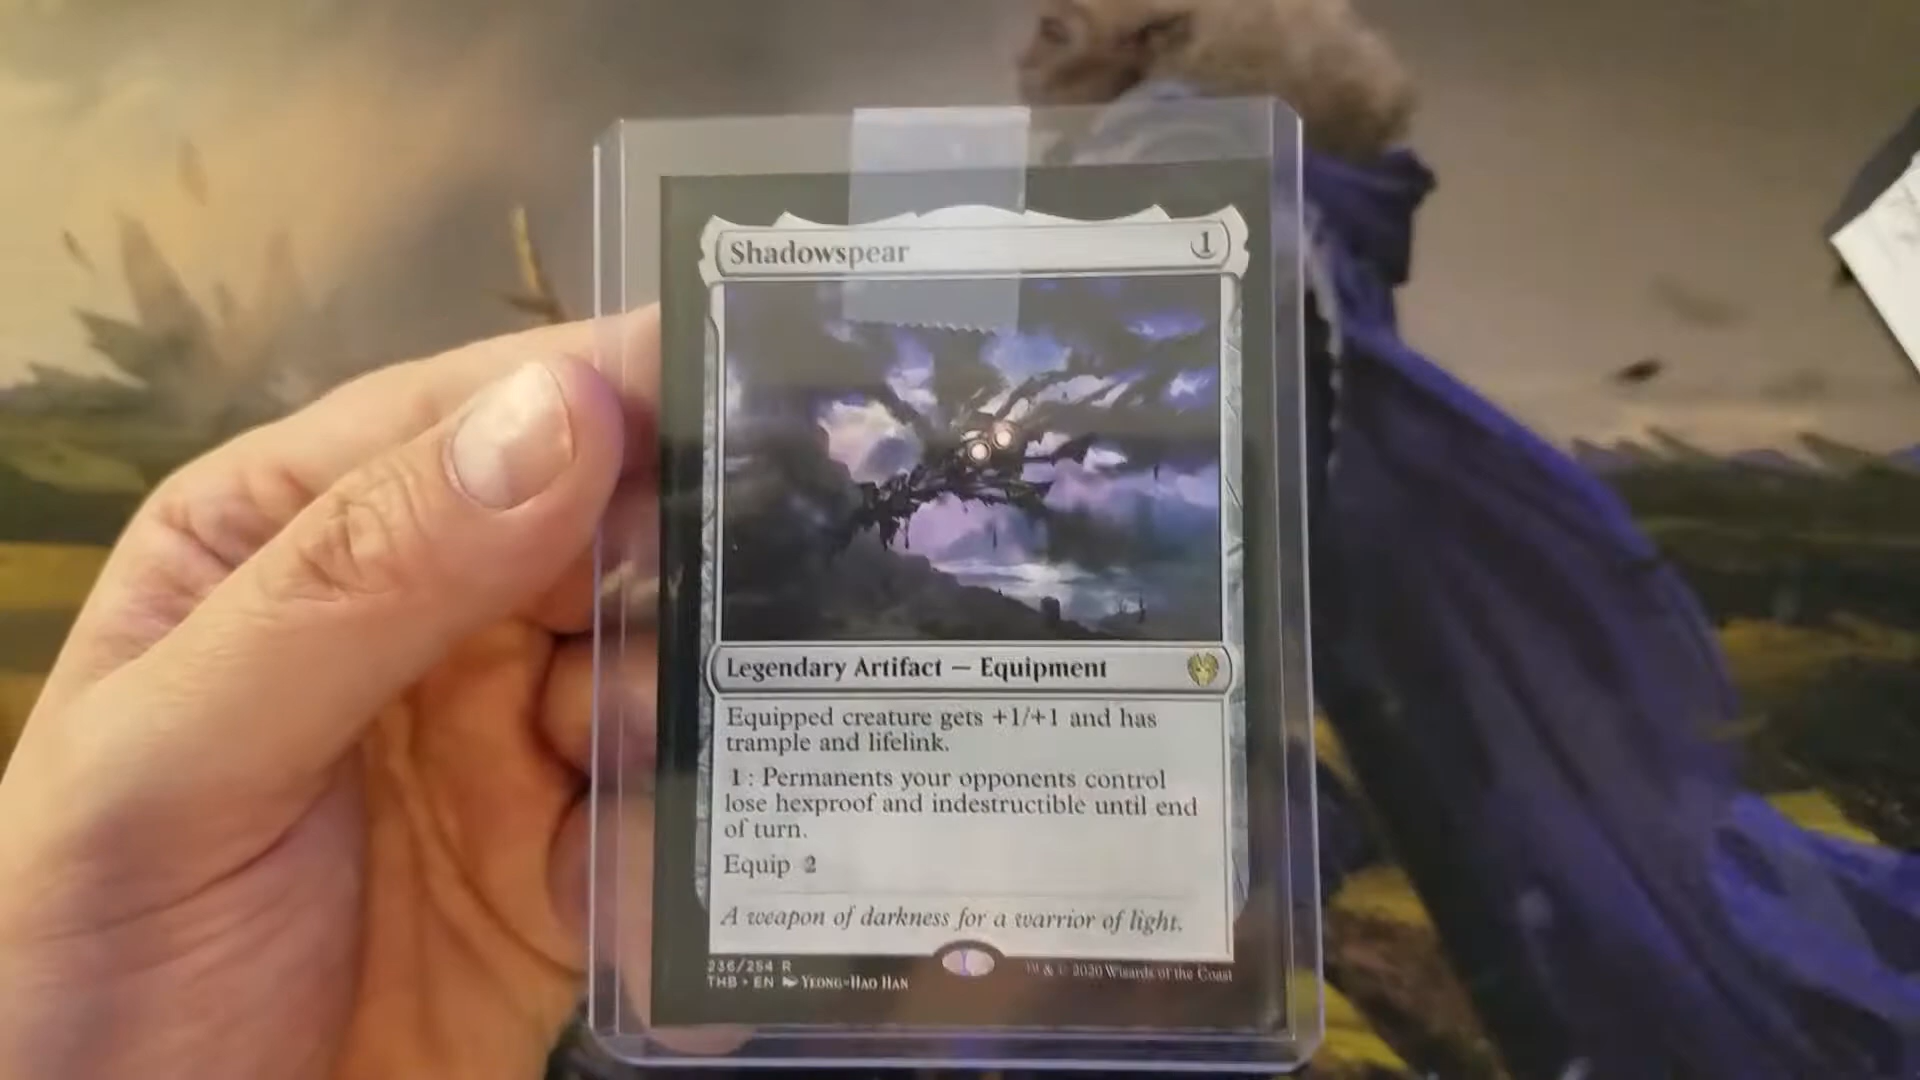 Shadowspear 1
Legendary Artifact — Equipment
Equipped creature gets +1/+1 and has
trample and lifelink.
1: Permanents your opponents control
lose hexproof and indestructible until end
of turn.
Equip 2
A weapon of darkness for a warrior of light.
236/254 R
THB • EN YEONG-HAO HAN
™ & © 2020 Wizards of the Coast